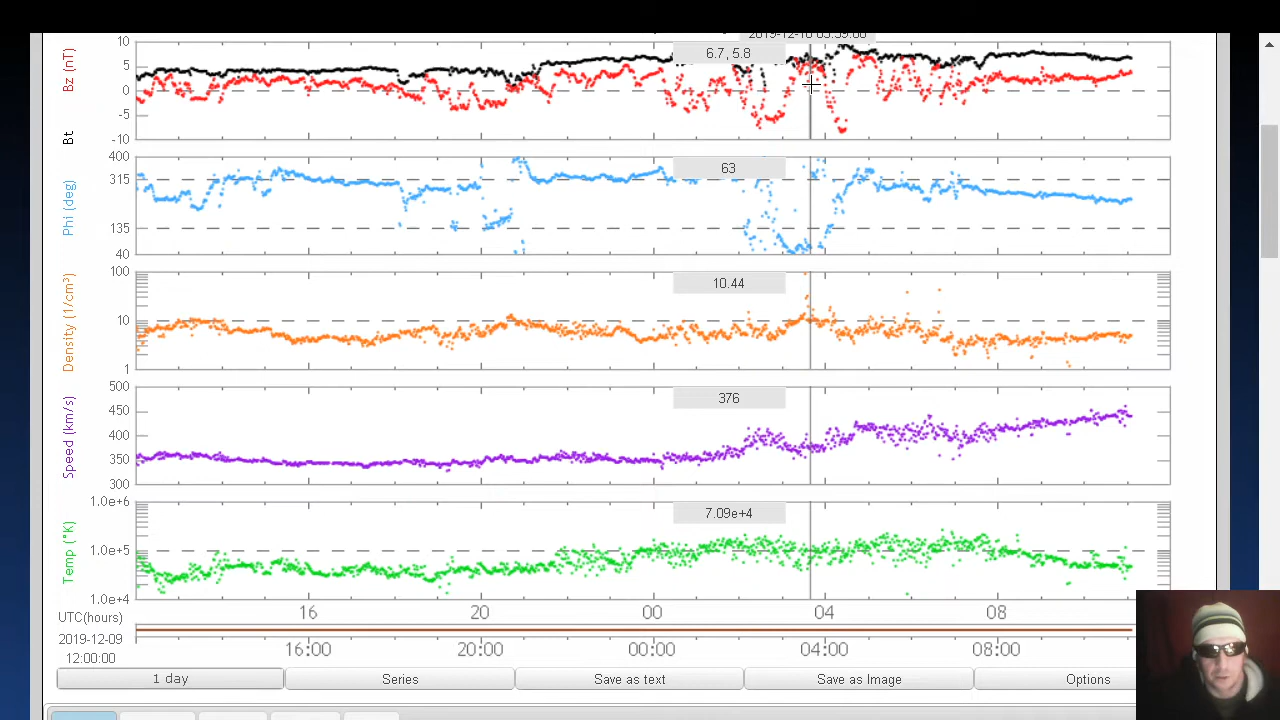 10
6.7, 5.8
5
0
-5
-10
Bt Bz (nT)
400
315
135
40
63
Phi (deg)
100
10
1
10.44
Density (1/cm³)
500
450
400
350
300
376
Speed (km/s)
1.0e+6
1.0e+5
1.0e+4
7.09e+4
Temp (°K)
UTC(hours) 16 20 00 04 08
2019-12-09
12:00:00
16:00 20:00 00:00 04:00 08:00
1 day Series Save as text Save as Image Options